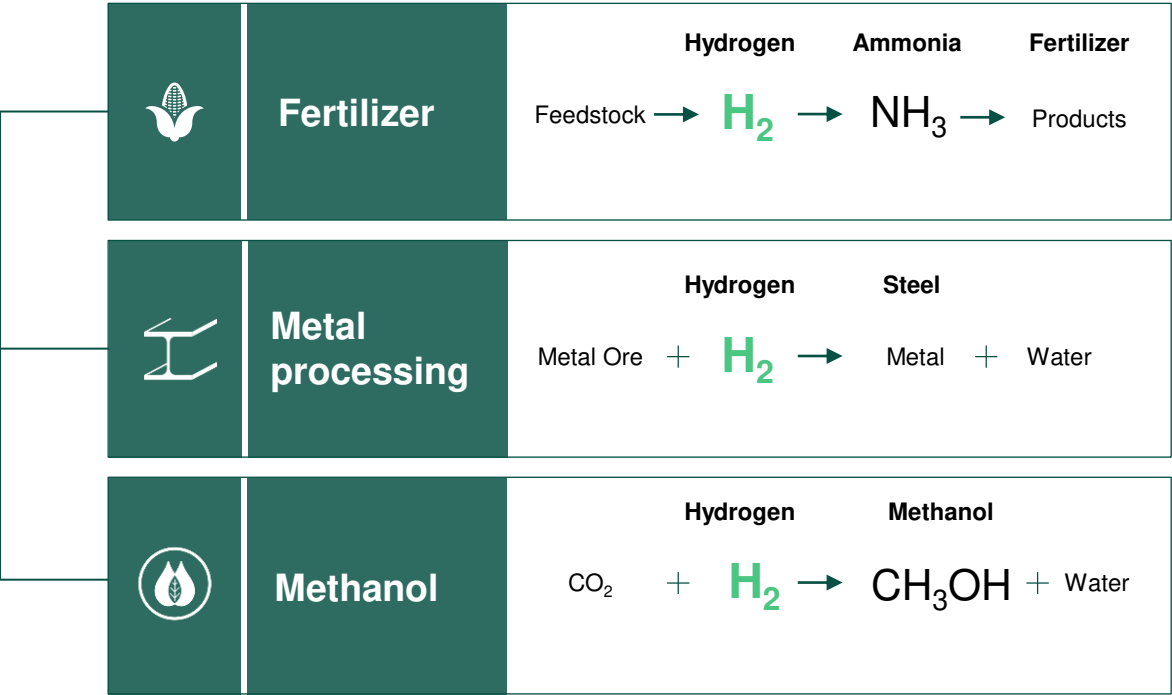 Hydrogen Ammonia Fertilizer
Fertilizer
Feedstock → H₂ → NH₃ → Products
Hydrogen Steel
Metal
processing
Metal Ore + H₂ → Metal + Water
Hydrogen Methanol
Methanol
CO₂ + H₂ → CH₃OH + Water